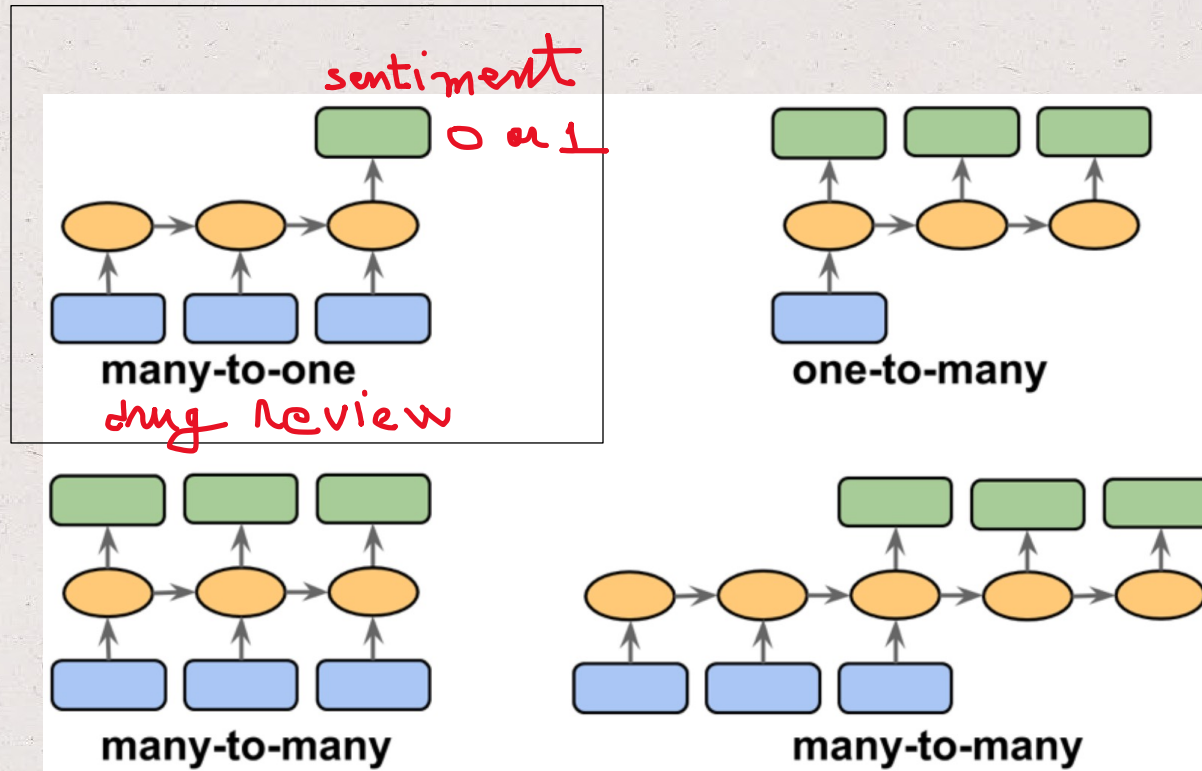 sentiment
0 or 1
many-to-one
drug Review
one-to-many
many-to-many
many-to-many